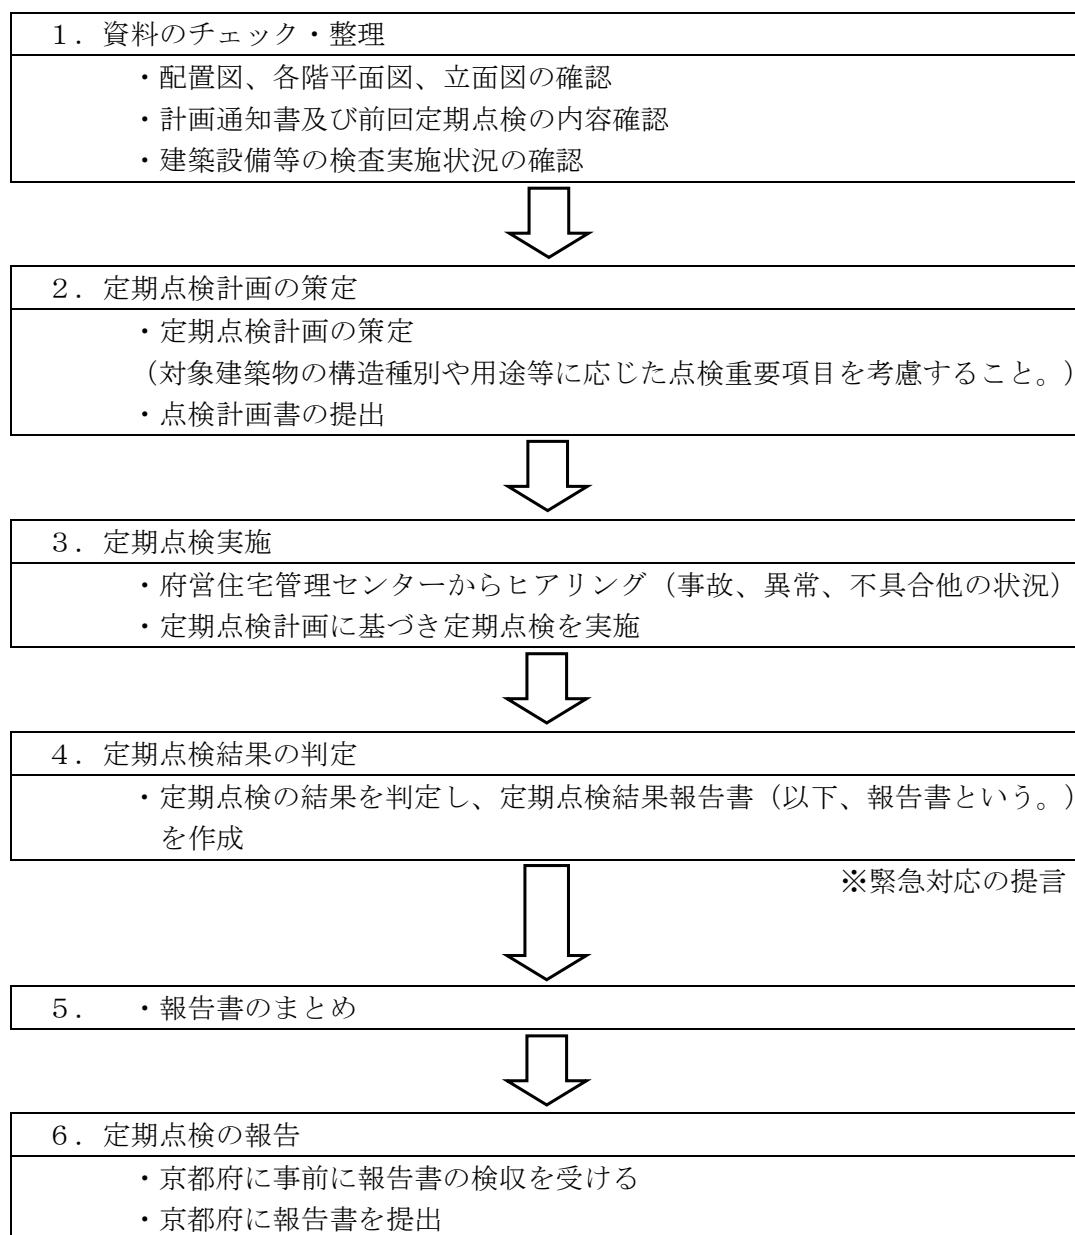 １．資料のチェック・整理
・配置図、各階平面図、立面図の確認
・計画通知書及び前回定期点検の内容確認
・建築設備等の検査実施状況の確認
２．定期点検計画の策定
・定期点検計画の策定
（対象建築物の構造種別や用途等に応じた点検重要項目を考慮すること。）
・点検計画書の提出
３．定期点検実施
・府営住宅管理センターからヒアリング（事故、異常、不具合他の状況）
・定期点検計画に基づき定期点検を実施
４．定期点検結果の判定
・定期点検の結果を判定し、定期点検結果報告書（以下、報告書という。）
を作成
※緊急対応の提言
５．　・報告書のまとめ
６．定期点検の報告
・京都府に事前に報告書の検収を受ける
・京都府に報告書を提出